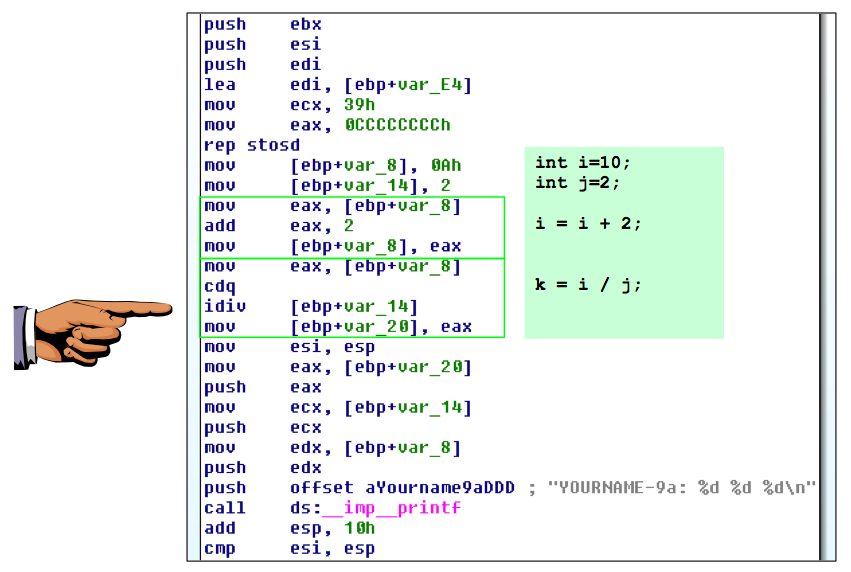 push ebx
push esi
push edi
lea edi, [ebp+var_E4]
mov ecx, 39h
mov eax, 0CCCCCCCCh
rep stosd
mov [ebp+var_8], 0Ah
mov [ebp+var_14], 2
mov eax, [ebp+var_8]
add eax, 2
mov [ebp+var_8], eax
mov eax, [ebp+var_8]
cdq
idiv [ebp+var_14]
mov [ebp+var_20], eax
mov esi, esp
mov eax, [ebp+var_20]
push eax
mov ecx, [ebp+var_14]
push ecx
mov edx, [ebp+var_8]
push edx
push offset aYourname9aDDD ; "YOURNAME-9a: %d %d %d\n"
call ds:__imp__printf
add esp, 10h
cmp esi, esp
int i=10;
int j=2;
i = i + 2;
k = i / j;